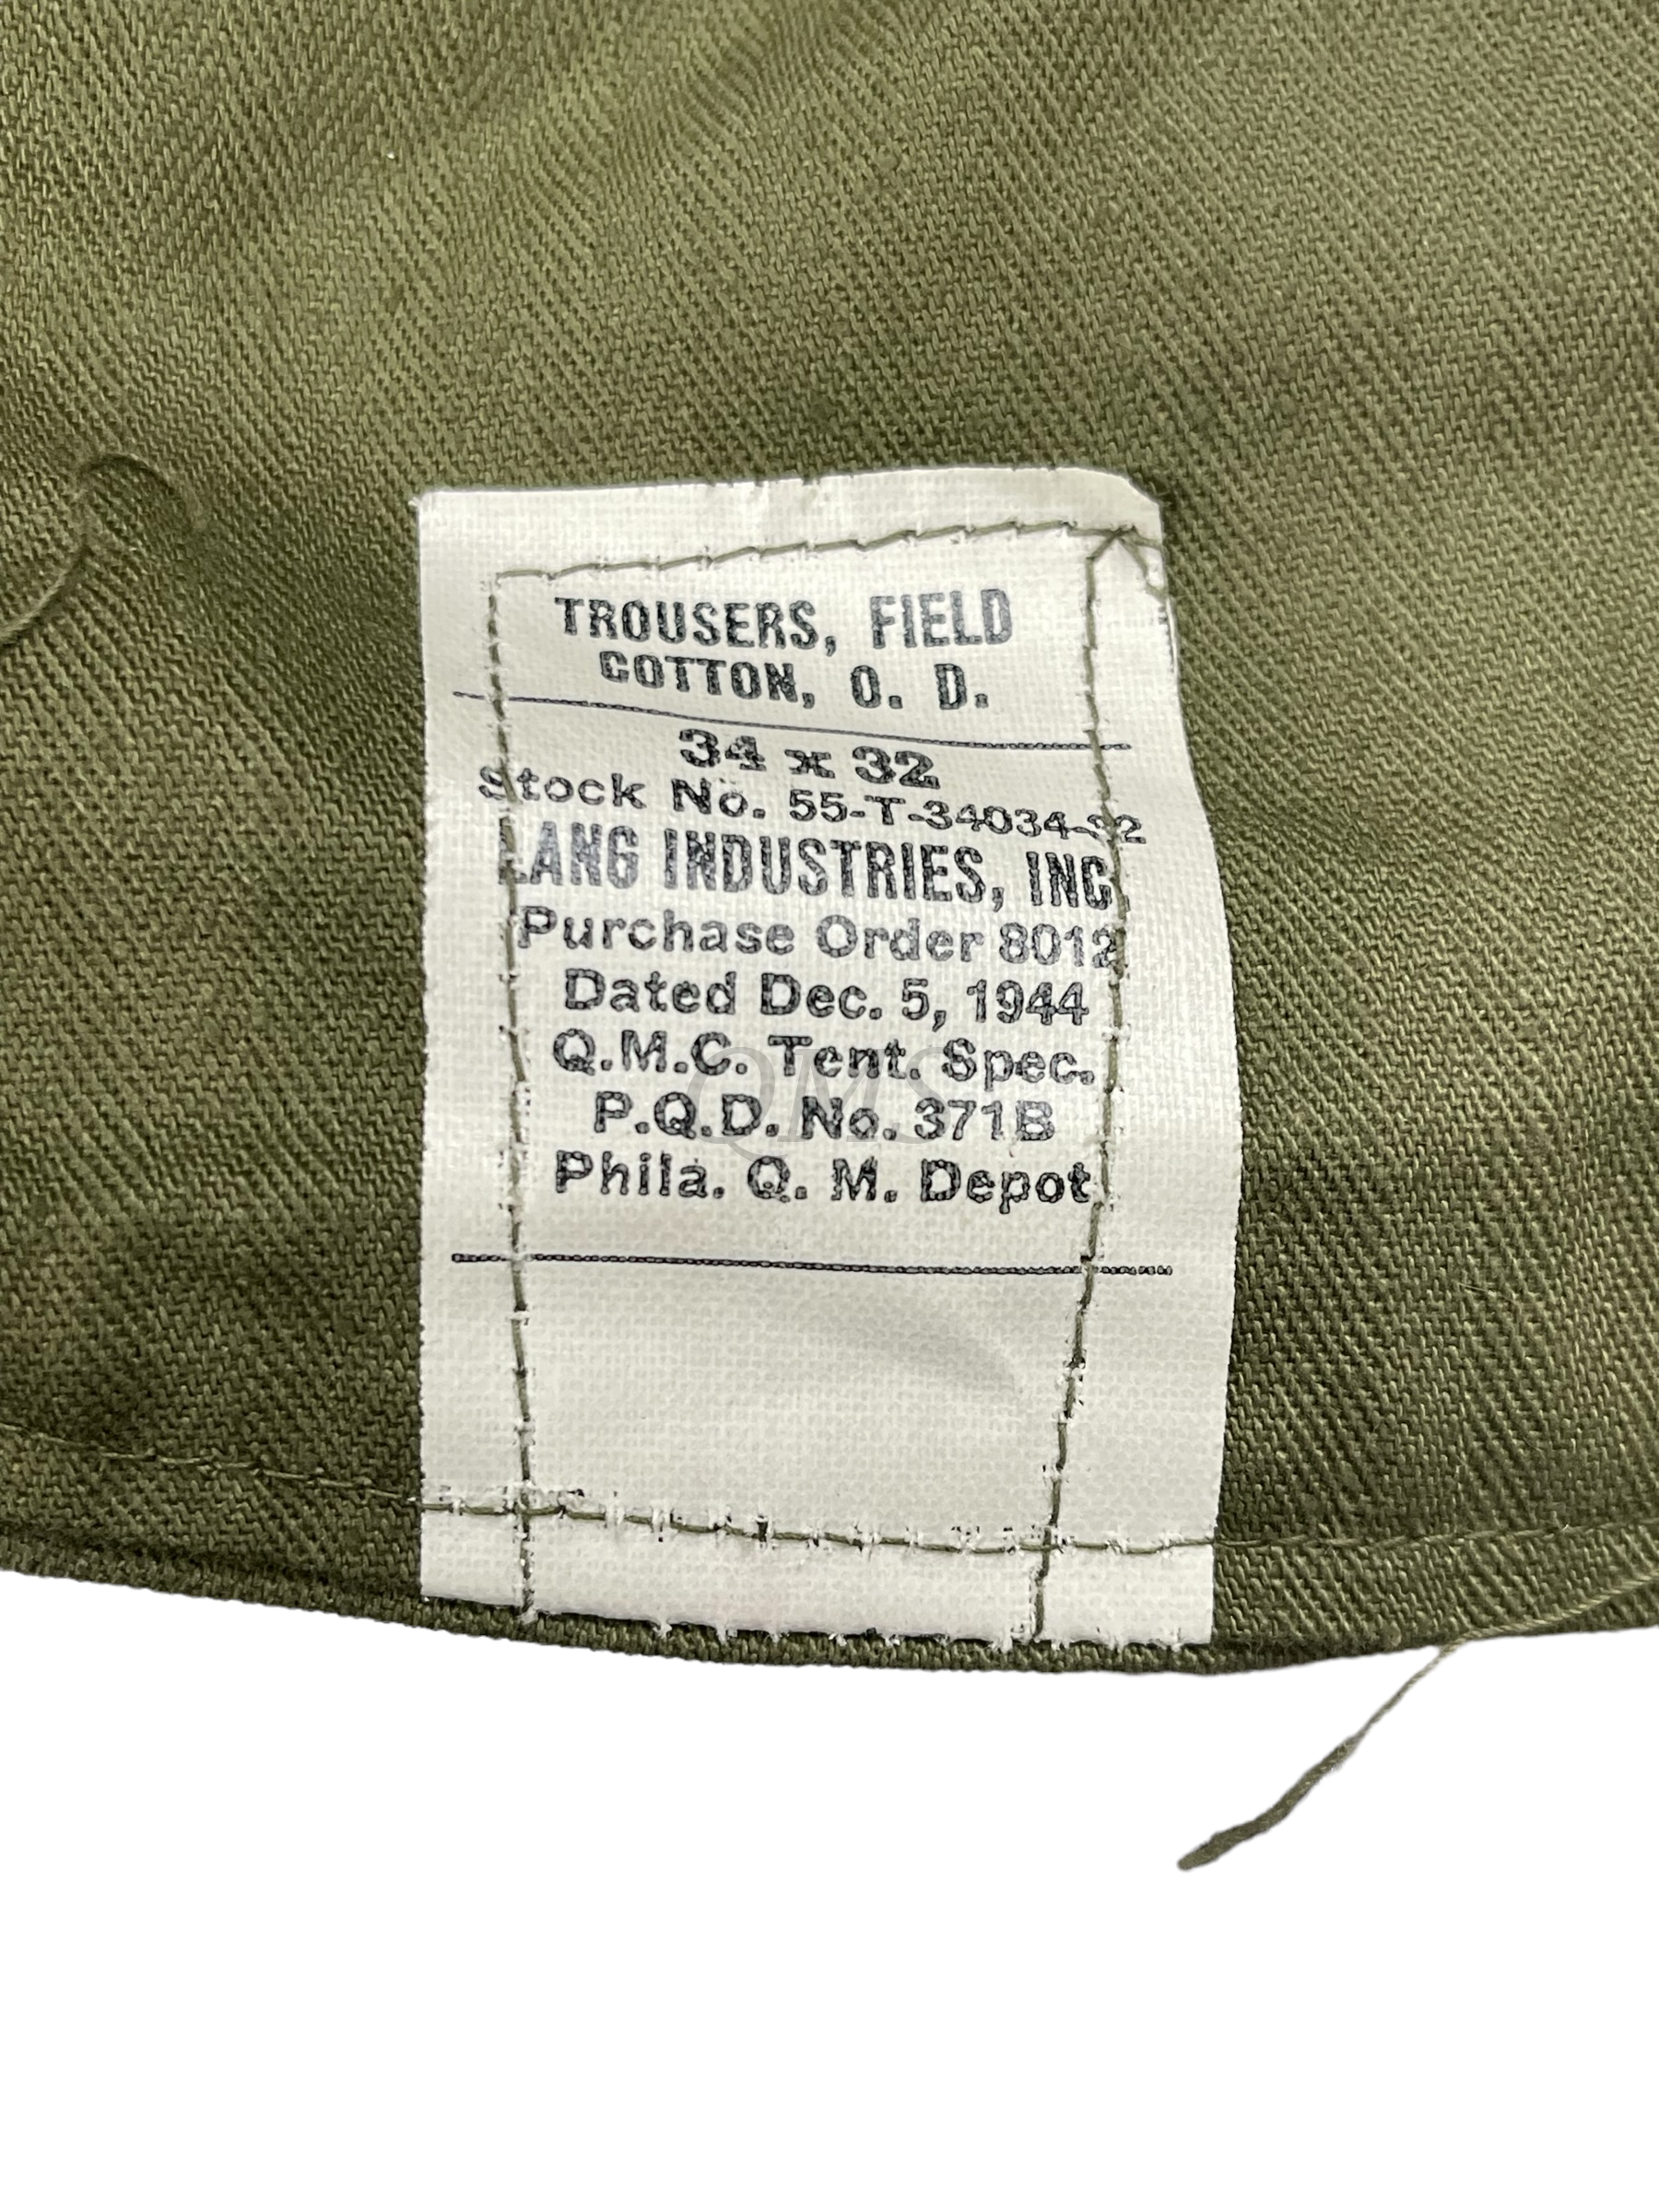 TROUSERS, FIELD
COTTON, O. D.
34 x 32
Stock No. 55-T-34034-32
LANG INDUSTRIES, INC.
Purchase Order 8012
Dated Dec. 5, 1944
Q.M.C. Tent. Spec.
P.Q.D. No. 371B
Phila. Q. M. Depot
QMS